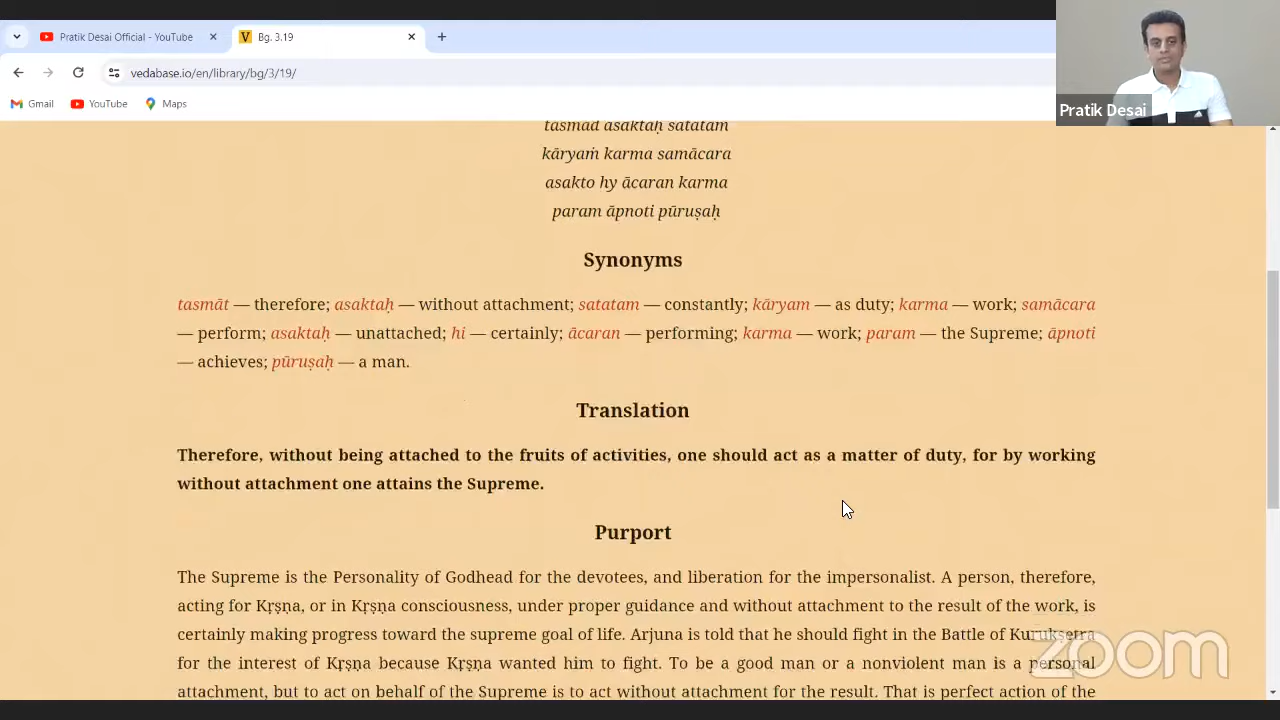 Pratik Desai Official - YouTube
Bg. 3.19
vedabase.io/en/library/bg/3/19/
Gmail YouTube Maps
Pratik Desai
tasmād asaktaḥ satataṁ
kāryaṁ karma samācara
asakto hy ācaran karma
param āpnoti pūruṣaḥ
Synonyms
tasmāt — therefore; asaktaḥ — without attachment; satatam — constantly; kāryam — as duty; karma — work; samācara
— perform; asaktaḥ — unattached; hi — certainly; ācaran — performing; karma — work; param — the Supreme; āpnoti
— achieves; pūruṣaḥ — a man.
Translation
Therefore, without being attached to the fruits of activities, one should act as a matter of duty, for by working
without attachment one attains the Supreme.
Purport
The Supreme is the Personality of Godhead for the devotees, and liberation for the impersonalist. A person, therefore,
acting for Kṛṣṇa, or in Kṛṣṇa consciousness, under proper guidance and without attachment to the result of the work, is
certainly making progress toward the supreme goal of life. Arjuna is told that he should fight in the Battle of Kurukṣetra
for the interest of Kṛṣṇa because Kṛṣṇa wanted him to fight. To be a good man or a nonviolent man is a personal
attachment, but to act on behalf of the Supreme is to act without attachment for the result. That is perfect action of the
zoom